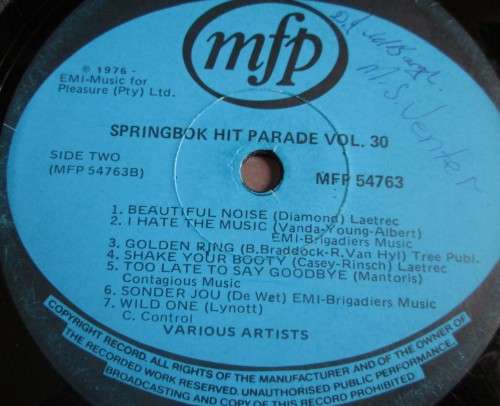 mfp
℗ 1976 -
EMI-Music for
Pleasure (Pty) Ltd.
M.S. Venter
SPRINGBOK HIT PARADE VOL. 30
SIDE TWO
(MFP 54763B)
MFP 54763
1. BEAUTIFUL NOISE (Diamond) Laetrec
2. I HATE THE MUSIC (Vanda-Young-Albert)
EMI-Brigadiers Music
3. GOLDEN RING (B,Braddock-R.Van Hyl) Tree Publ.
4. SHAKE YOUR BOOTY (Casey-Rinsch) Laetrec
5. TOO LATE TO SAY GOODBYE (Mantoris)
Contagious Music
6. SONDER JOU (De Wet) EMI-Brigadiers Music
7. WILD ONE (Lynott)
C. Control
VARIOUS ARTISTS
COPYRIGHT RECORD. ALL RIGHTS OF THE MANUFACTURER AND OF THE OWNER OF
THE RECORDED WORK RESERVED. UNAUTHORISED PUBLIC PERFORMANCE,
BROADCASTING AND COPY OF THIS RECORD PROHIBITED